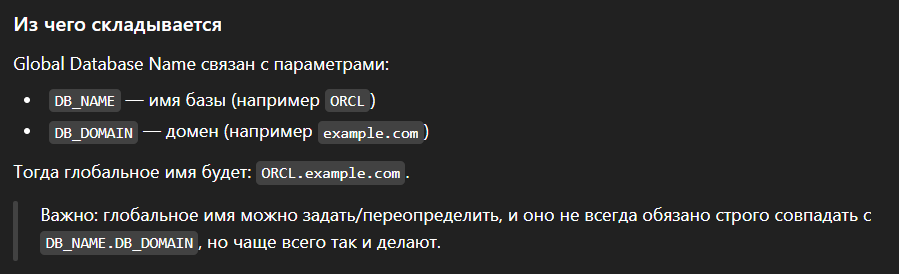 Из чего складывается
Global Database Name связан с параметрами:
• DB_NAME — имя базы (например ORCL)
• DB_DOMAIN — домен (например example.com)
Тогда глобальное имя будет: ORCL.example.com.
Важно: глобальное имя можно задать/переопределить, и оно не всегда обязано строго совпадать с
DB_NAME.DB_DOMAIN, но чаще всего так и делают.